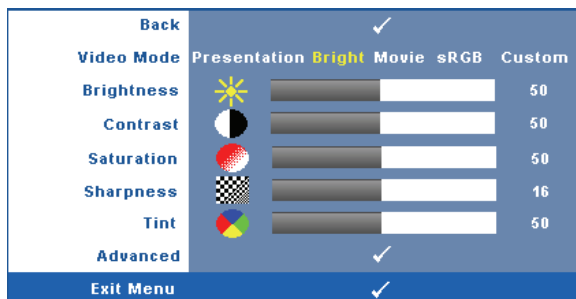 Back
Video Mode Presentation Bright Movie sRGB Custom
Brightness 50
Contrast 50
Saturation 50
Sharpness 16
Tint 50
Advanced
Exit Menu